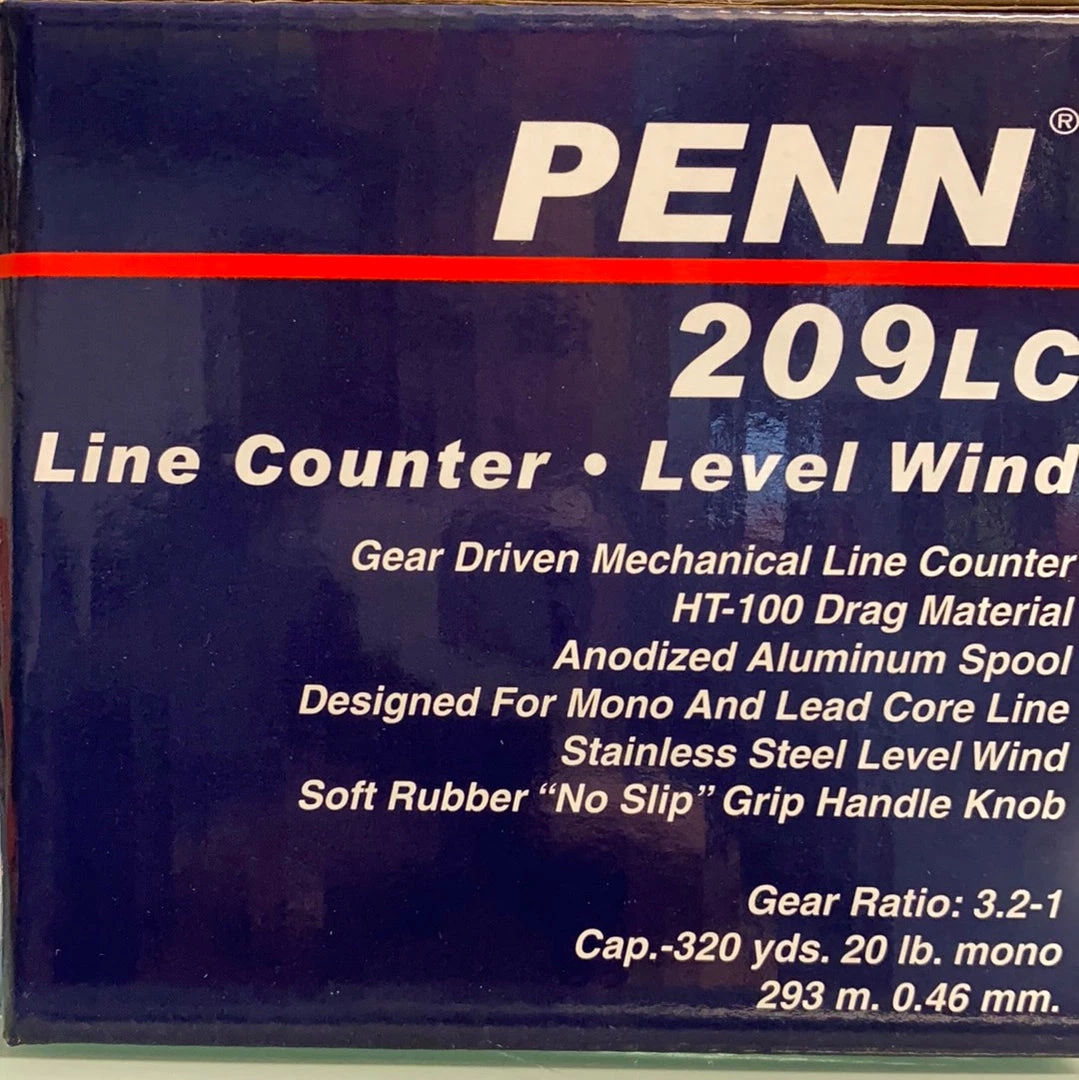 PENN®
209LC
Line Counter • Level Wind
Gear Driven Mechanical Line Counter
HT-100 Drag Material
Anodized Aluminum Spool
Designed For Mono And Lead Core Line
Stainless Steel Level Wind
Soft Rubber “No Slip” Grip Handle Knob
Gear Ratio: 3.2-1
Cap.-320 yds. 20 lb. mono
293 m. 0.46 mm.